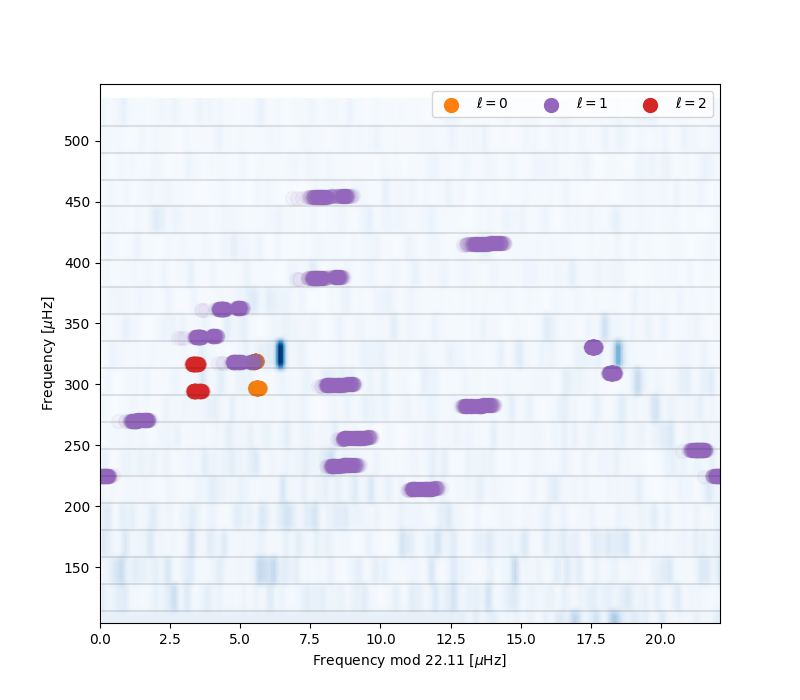 ℓ = 0 ℓ = 1 ℓ = 2
500
450
400
350
300
250
200
150
Frequency [μHz]
0.0 2.5 5.0 7.5 10.0 12.5 15.0 17.5 20.0
Frequency mod 22.11 [μHz]